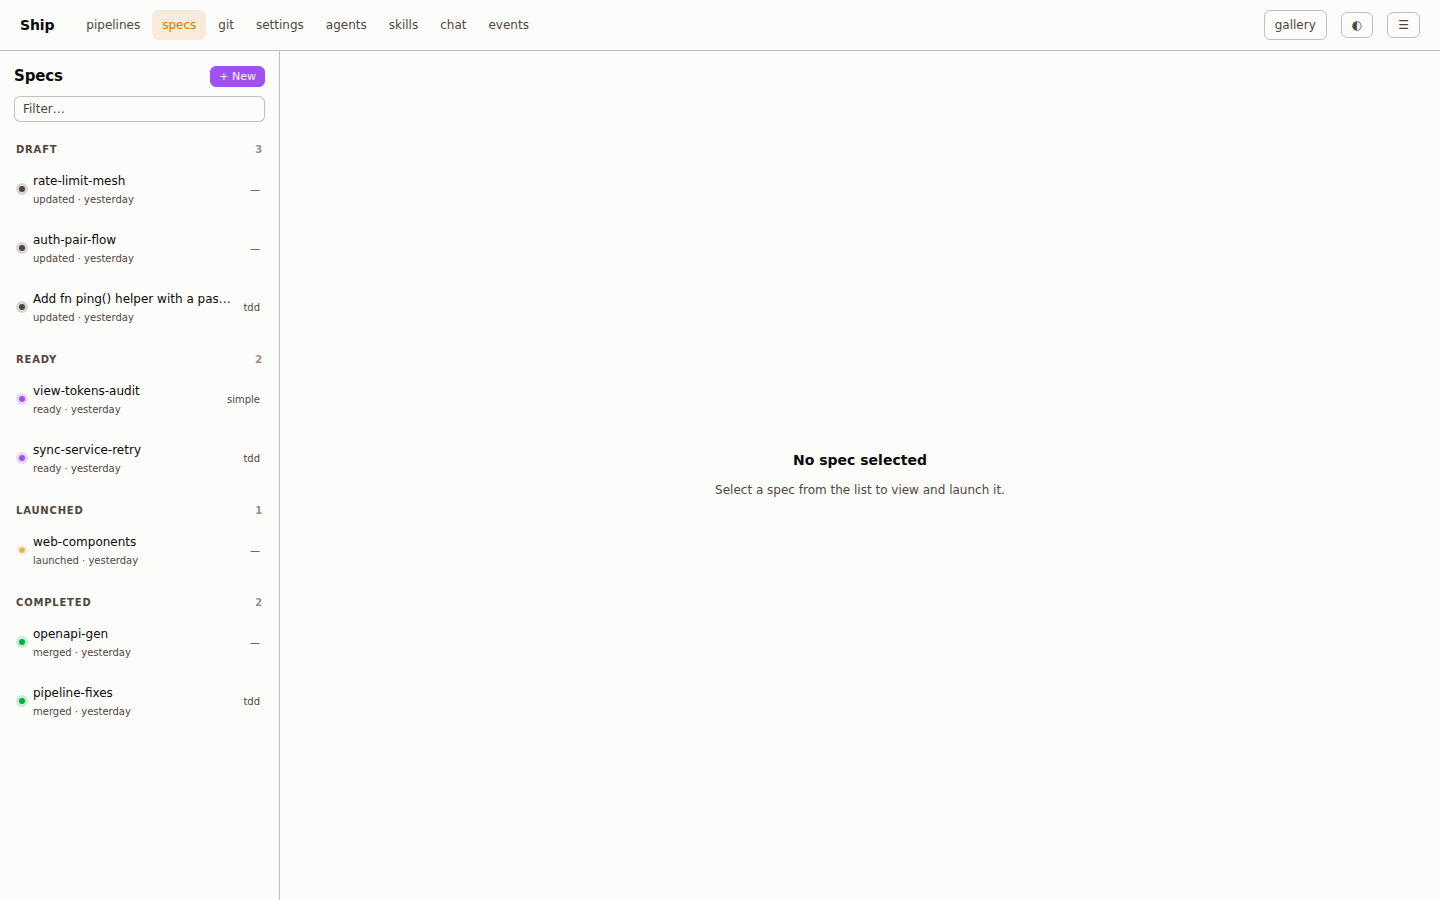 Ship
pipelines
specs
git
settings
agents
skills
chat
events
gallery
◐
☰
Specs
+ New
Filter…
DRAFT 3
rate-limit-mesh
updated · yesterday
—
auth-pair-flow
updated · yesterday
—
Add fn ping() helper with a pas…
updated · yesterday
tdd
READY 2
view-tokens-audit
ready · yesterday
simple
sync-service-retry
ready · yesterday
tdd
LAUNCHED 1
web-components
launched · yesterday
—
COMPLETED 2
openapi-gen
merged · yesterday
—
pipeline-fixes
merged · yesterday
tdd
No spec selected
Select a spec from the list to view and launch it.